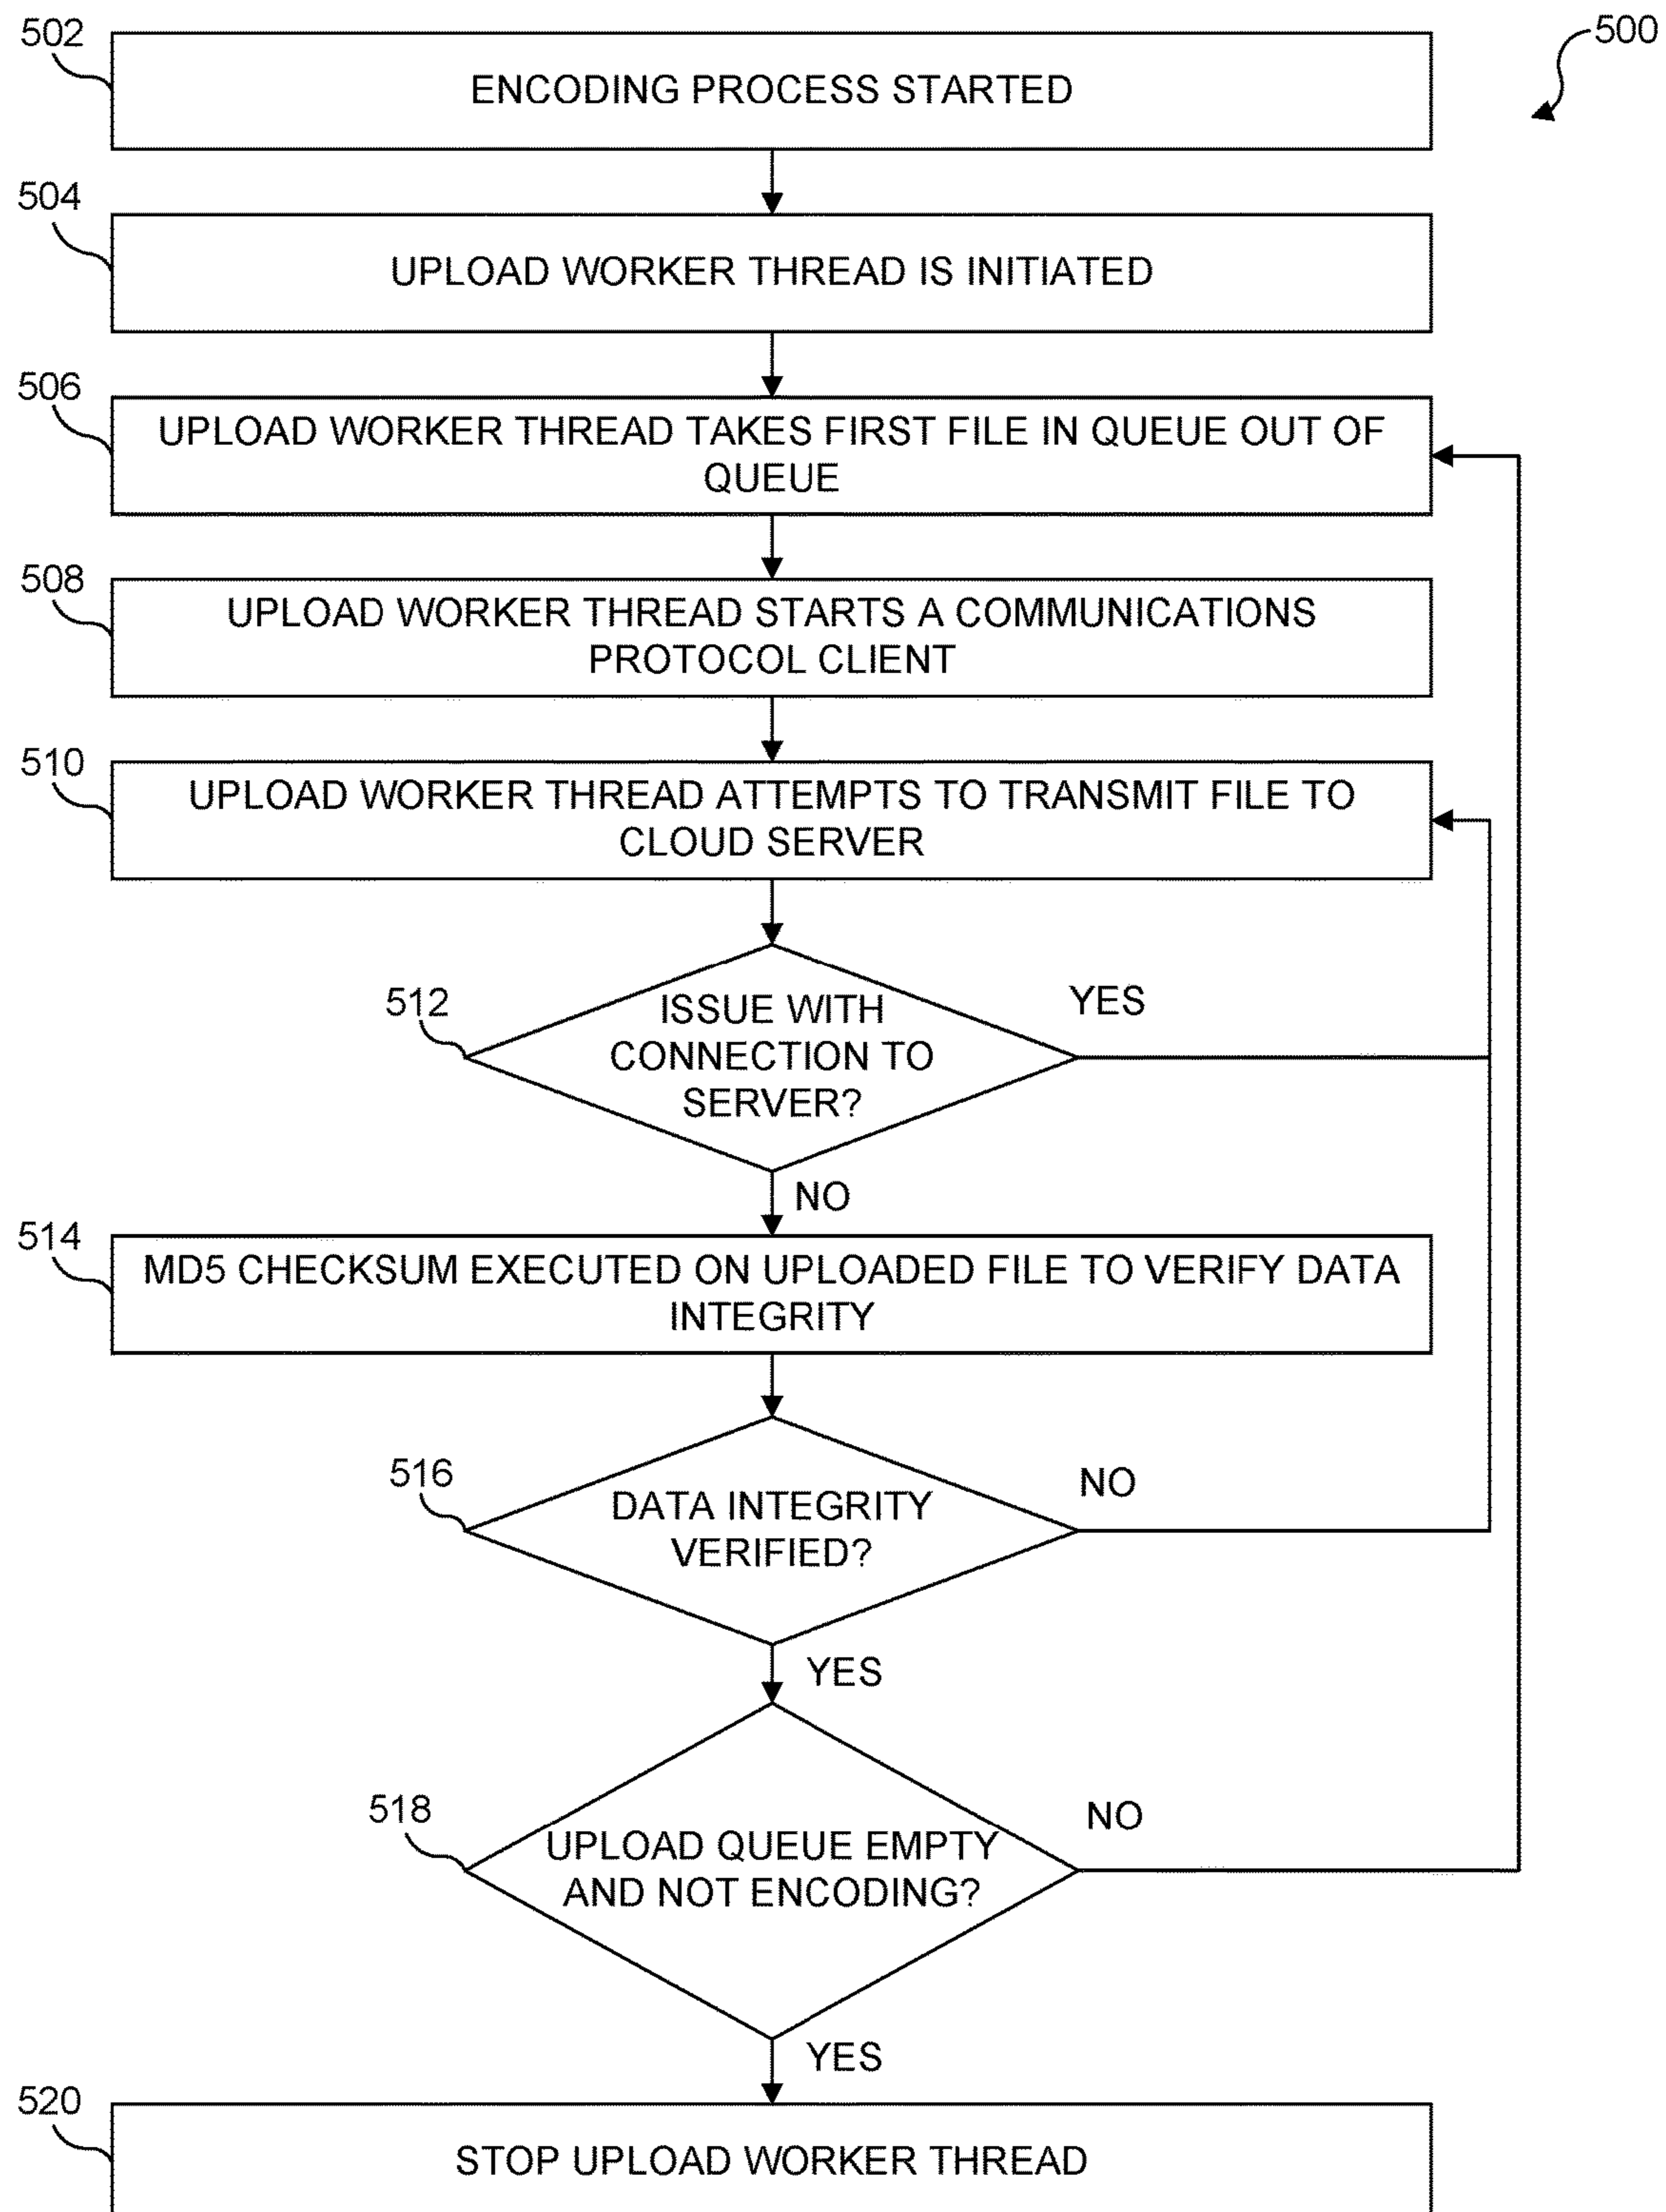 502
500
ENCODING PROCESS STARTED
504
UPLOAD WORKER THREAD IS INITIATED
506
UPLOAD WORKER THREAD TAKES FIRST FILE IN QUEUE OUT OF
QUEUE
508
UPLOAD WORKER THREAD STARTS A COMMUNICATIONS
PROTOCOL CLIENT
510
UPLOAD WORKER THREAD ATTEMPTS TO TRANSMIT FILE TO
CLOUD SERVER
512
ISSUE WITH
CONNECTION TO
SERVER?
YES
NO
514
MD5 CHECKSUM EXECUTED ON UPLOADED FILE TO VERIFY DATA
INTEGRITY
516
DATA INTEGRITY
VERIFIED?
NO
YES
518
UPLOAD QUEUE EMPTY
AND NOT ENCODING?
NO
YES
520
STOP UPLOAD WORKER THREAD